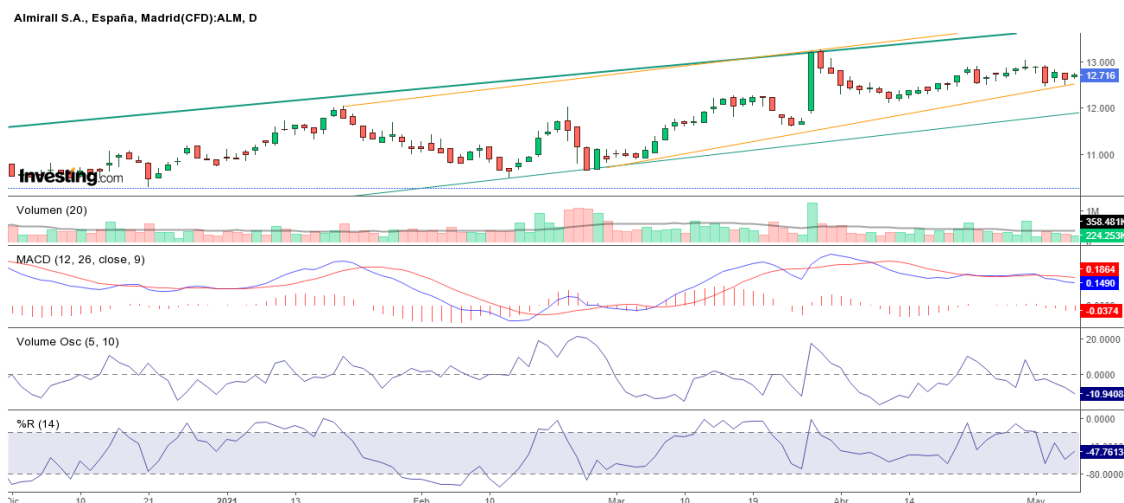 Almirall S.A., España, Madrid(CFD):ALM, D
13.000
12.716
12.000
11.000
Investing.com
Volumen (20)
1M
358.481K
224.253K
MACD (12, 26, close, 9)
0.1864
0.1490
-0.0374
Volume Osc (5, 10)
20.0000
0.0000
-10.9408
%R (14)
0.0000
-47.7613
-80.0000
Dic 10 21 2021 13 Feb 10 Mar 10 19 Abr 14 May